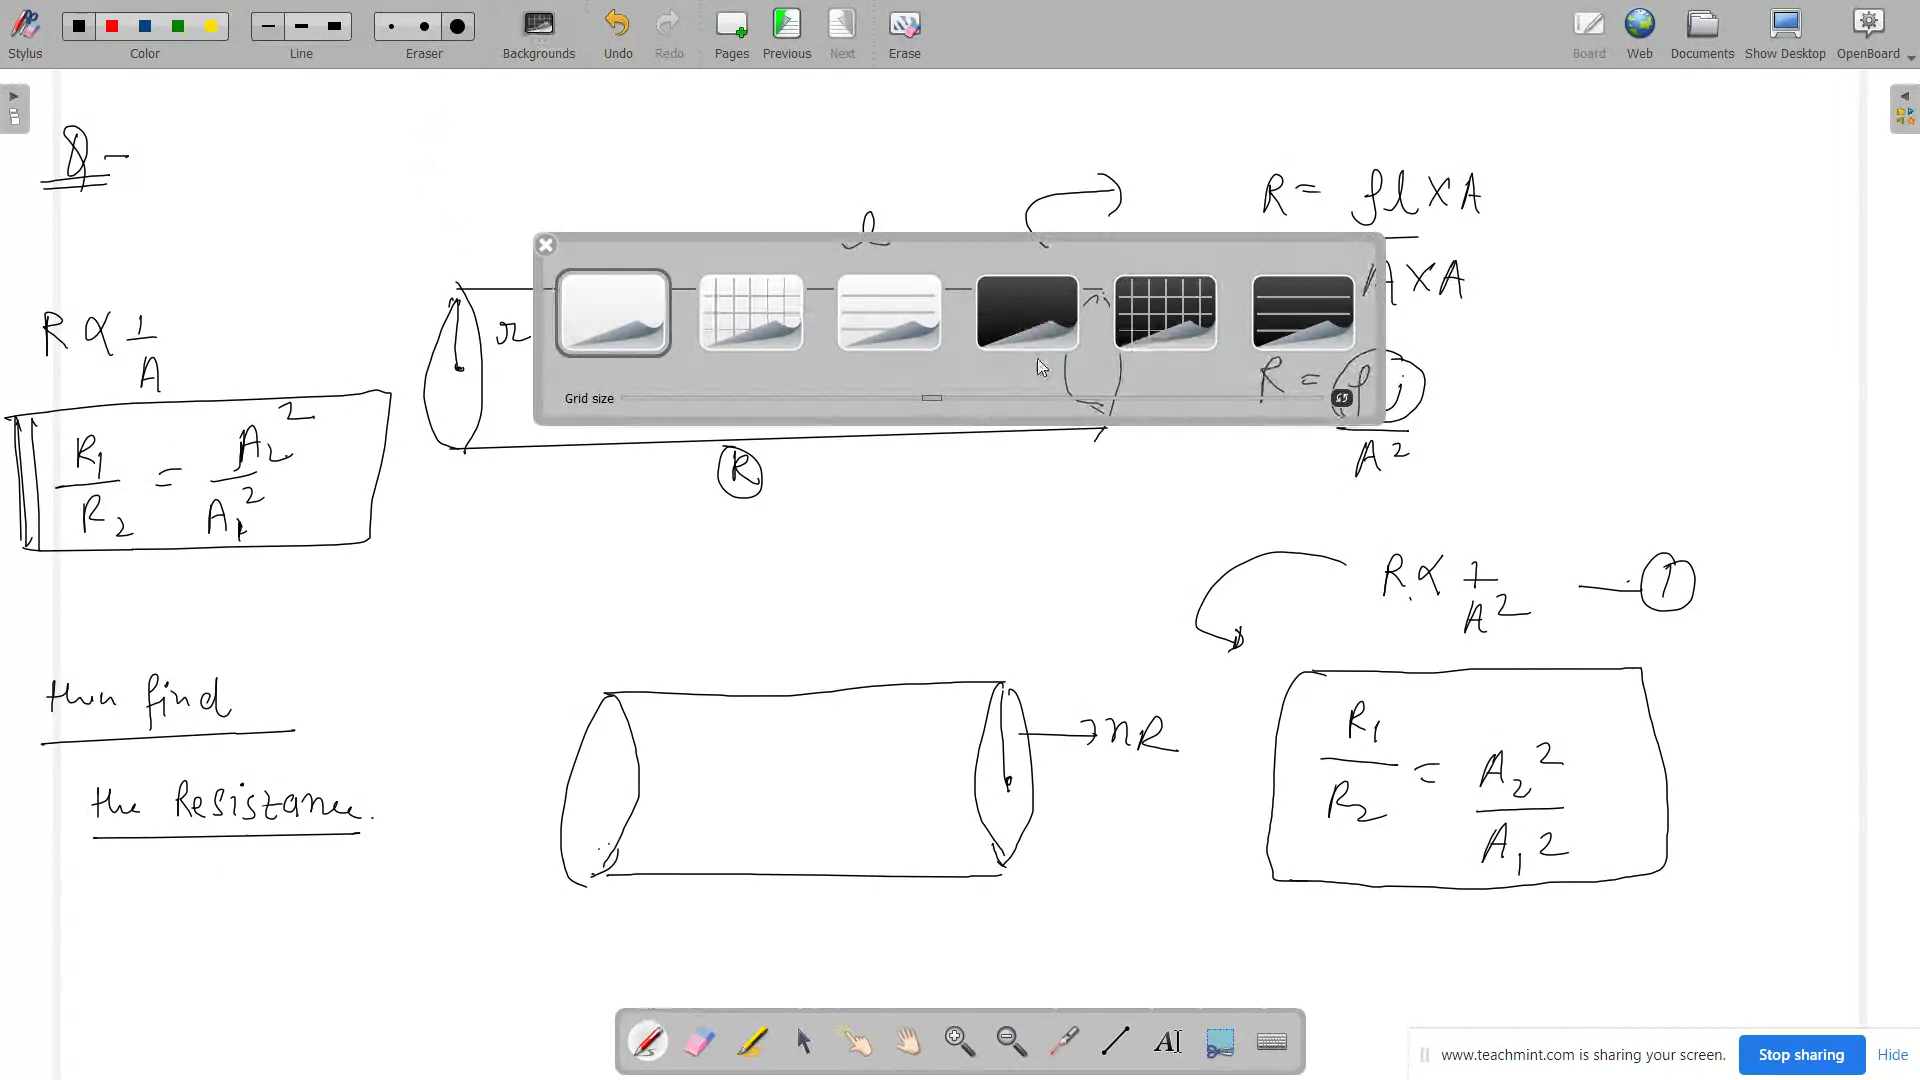 Stylus Color Line Eraser Backgrounds Undo Redo Pages Previous Next Erase Board Web Documents Show Desktop OpenBoard
Q -
l
R = ρl X A
A X A
r
R ∝ 1/A
Grid size 65
R = ρ
A²
R
R₁/R₂ = A₂²/A₁²
R ∝ 1/A² — 1
then find
nR
R₁/R₂ = A₂²/A₁²
the Resistance.
www.teachmint.com is sharing your screen. Stop sharing Hide